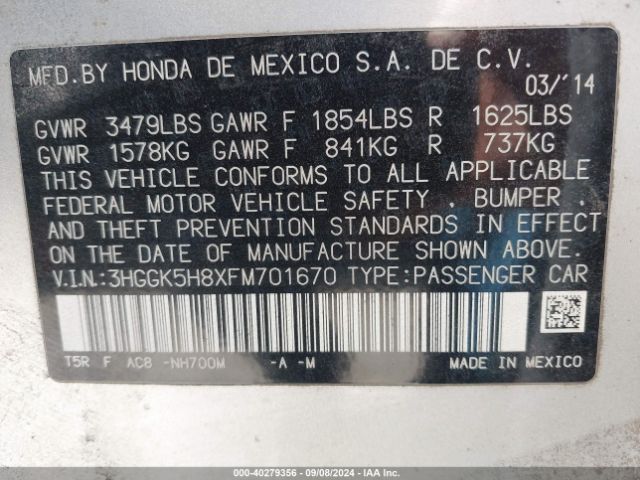 MFD.BY HONDA DE MEXICO S.A. DE C.V.
03/'14
GVWR 3479LBS GAWR F 1854LBS R 1625LBS
GVWR 1578KG GAWR F 841KG R 737KG
THIS VEHICLE CONFORMS TO ALL APPLICABLE
FEDERAL MOTOR VEHICLE SAFETY , BUMPER ,
AND THEFT PREVENTION STANDARDS IN EFFECT
ON THE DATE OF MANUFACTURE SHOWN ABOVE.
V.I.N.:3HGGK5H8XFM701670 TYPE:PASSENGER CAR
T5R F AC8 -NH700M -A -M MADE IN MEXICO
000-40279356 - 09/08/2024 - IAA Inc.